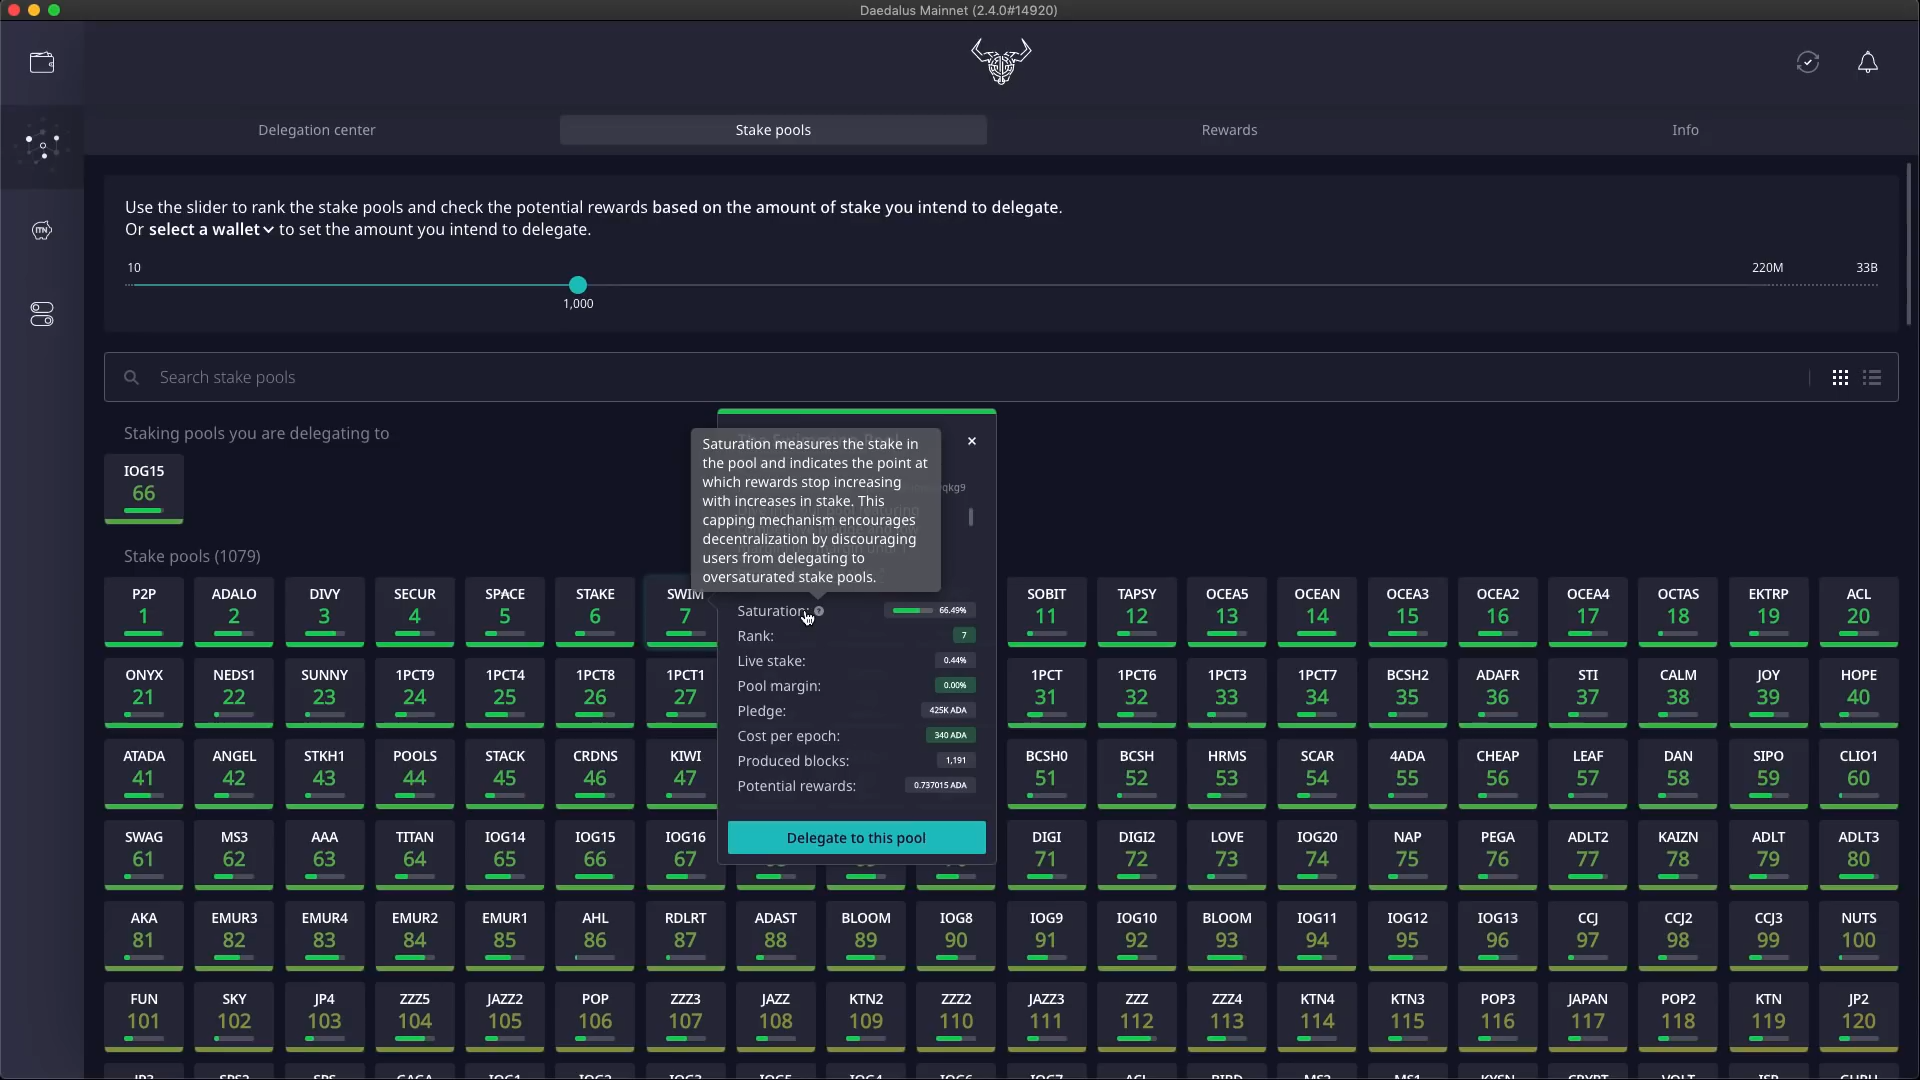 Daedalus Mainnet (2.4.0#14920)
Delegation center
Stake pools
Rewards
Info
Use the slider to rank the stake pools and check the potential rewards based on the amount of stake you intend to delegate.
Or select a wallet to set the amount you intend to delegate.
10
220M
33B
1,000
Search stake pools
Staking pools you are delegating to
IOG15
66
Saturation measures the stake in
the pool and indicates the point at
which rewards stop increasing
with increases in stake. This
capping mechanism encourages
decentralization by discouraging
users from delegating to
oversaturated stake pools.
qkg9
Saturation: 66.49%
Rank: 7
Live stake: 0.44%
Pool margin: 0.00%
Pledge: 425K ADA
Cost per epoch: 340 ADA
Produced blocks: 1,191
Potential rewards: 0.737015 ADA
Delegate to this pool
Stake pools (1079)
P2P ADALO DIVY SECUR SPACE STAKE SWIM SOBIT TAPSY OCEA5 OCEAN OCEA3 OCEA2 OCEA4 OCTAS EKTRP ACL
1 2 3 4 5 6 7 11 12 13 14 15 16 17 18 19 20
ONYX NEDS1 SUNNY 1PCT9 1PCT4 1PCT8 1PCT1 1PCT 1PCT6 1PCT3 1PCT7 BCSH2 ADAFR STI CALM JOY HOPE
21 22 23 24 25 26 27 31 32 33 34 35 36 37 38 39 40
ATADA ANGEL STKH1 POOLS STACK CRDNS KIWI BCSH0 BCSH HRMS SCAR 4ADA CHEAP LEAF DAN SIPO CLIO1
41 42 43 44 45 46 47 51 52 53 54 55 56 57 58 59 60
SWAG MS3 AAA TITAN IOG14 IOG15 IOG16 DIGI DIGI2 LOVE IOG20 NAP PEGA ADLT2 KAIZN ADLT ADLT3
61 62 63 64 65 66 67 71 72 73 74 75 76 77 78 79 80
AKA EMUR3 EMUR4 EMUR2 EMUR1 AHL RDLRT ADAST BLOOM IOG8 IOG9 IOG10 BLOOM IOG11 IOG12 IOG13 CCJ CCJ2 CCJ3 NUTS
81 82 83 84 85 86 87 88 89 90 91 92 93 94 95 96 97 98 99 100
FUN SKY JP4 ZZZ5 JAZZ2 POP ZZZ3 JAZZ KTN2 ZZZ2 JAZZ3 ZZZ ZZZ4 KTN4 KTN3 POP3 JAPAN POP2 KTN JP2
101 102 103 104 105 106 107 108 109 110 111 112 113 114 115 116 117 118 119 120